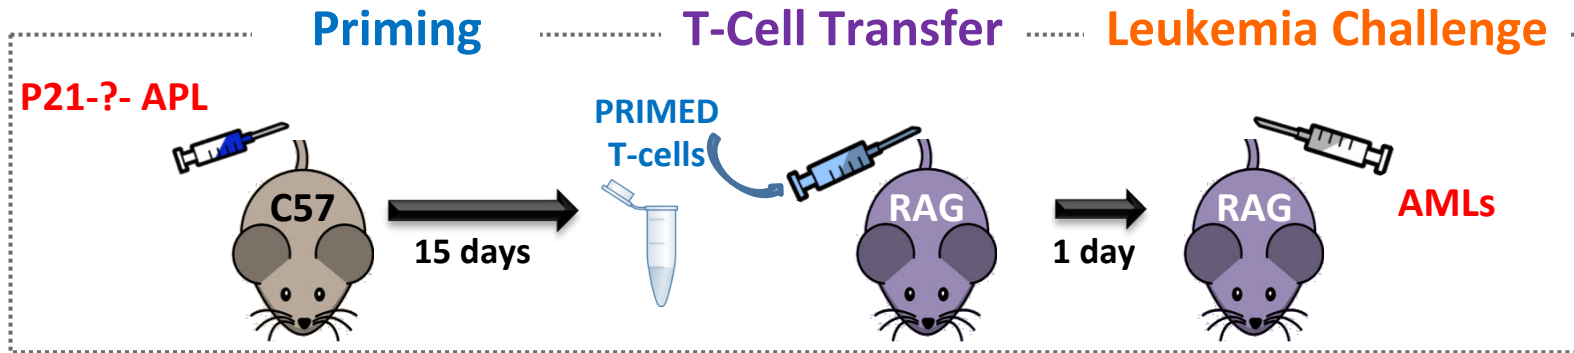 Priming
T-Cell Transfer
Leukemia Challenge
P21-?- APL
C57
15 days
PRIMED
T-cells
RAG
1 day
RAG
AMLs